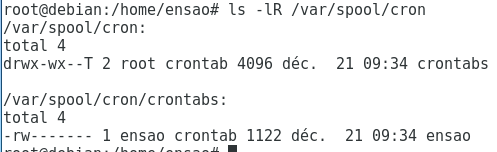 root@debian:/home/ensao# ls -lR /var/spool/cron
/var/spool/cron:
total 4
drwx-wx--T 2 root crontab 4096 déc.  21 09:34 crontabs

/var/spool/cron/crontabs:
total 4
-rw------- 1 ensao crontab 1122 déc.  21 09:34 ensao
root@debian:/home/ensao#